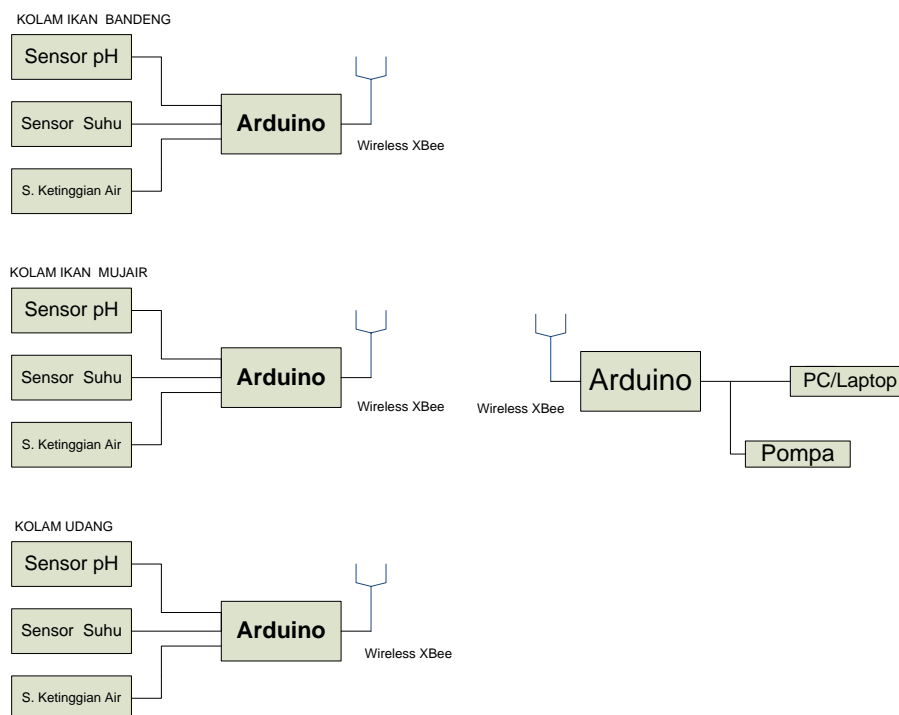 KOLAM IKAN BANDENG
Sensor pH
Sensor Suhu
S. Ketinggian Air
Arduino
Wireless XBee
KOLAM IKAN MUJAIR
Sensor pH
Sensor Suhu
S. Ketinggian Air
Arduino
Wireless XBee
Wireless XBee
Arduino
PC/Laptop
Pompa
KOLAM UDANG
Sensor pH
Sensor Suhu
S. Ketinggian Air
Arduino
Wireless XBee